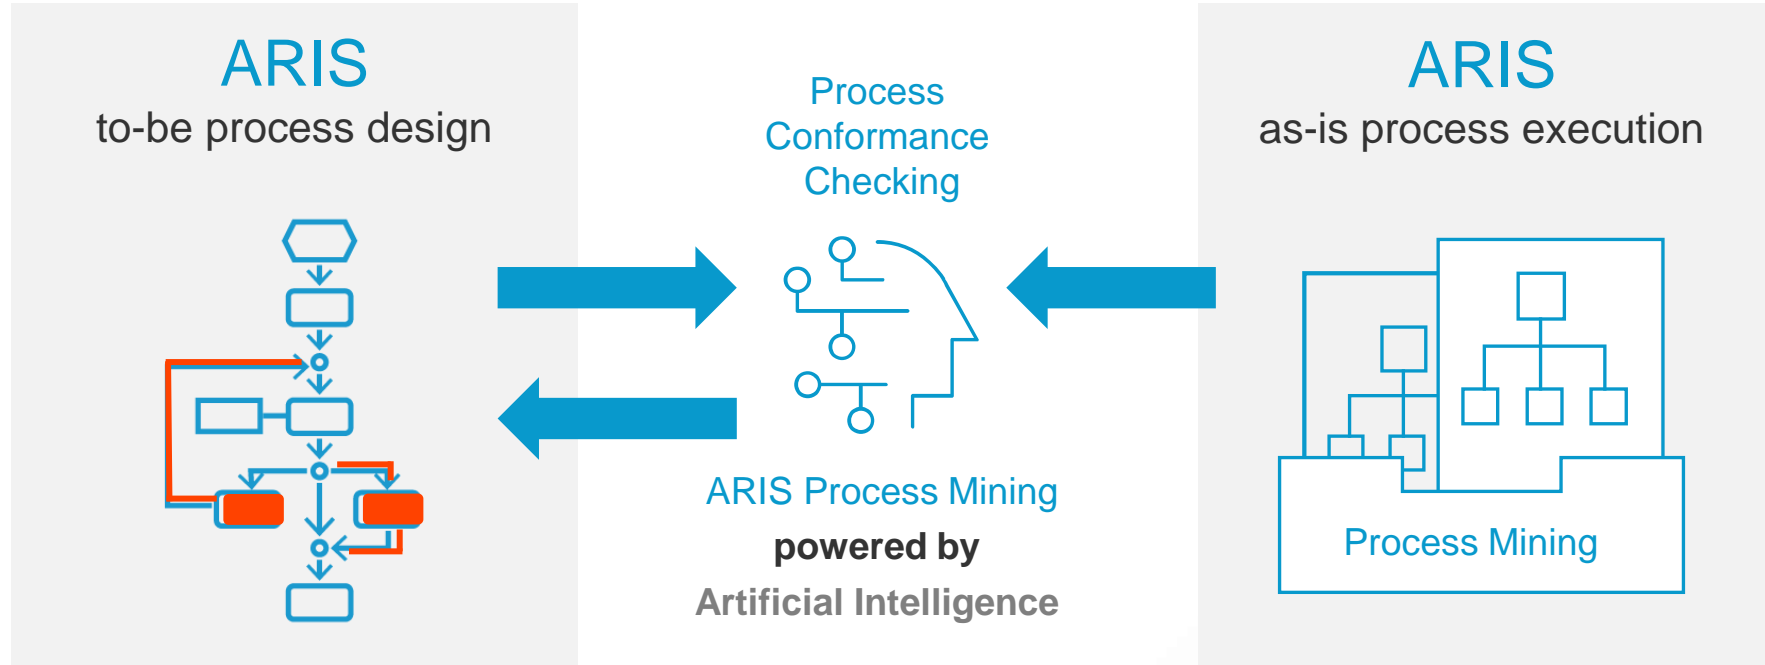 ARIS
to-be process design
Process
Conformance
Checking
ARIS Process Mining
powered by
Artificial Intelligence
ARIS
as-is process execution
Process Mining